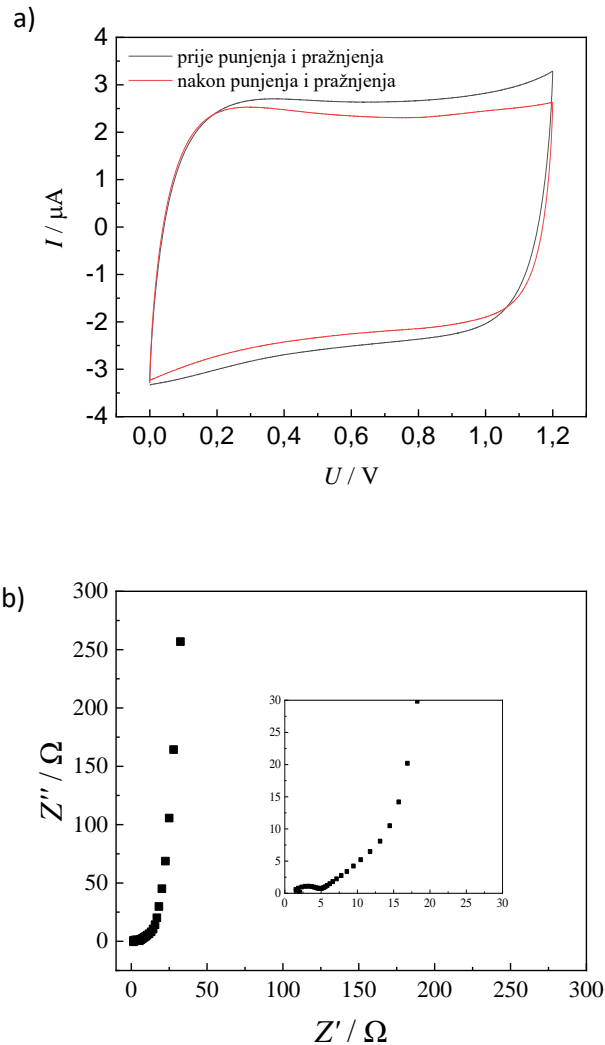 a)
4
prije punjenja i pražnjenja
3
nakon punjenja i pražnjenja
2
1
0
-1
-2
-3
-4
I / μA
0,0 0,2 0,4 0,6 0,8 1,0 1,2
U / V
b)
300
250
200
150
100
50
0
Z'' / Ω
30
25
20
15
10
5
0
0 5 10 15 20 25 30
0 50 100 150 200 250 300
Z' / Ω